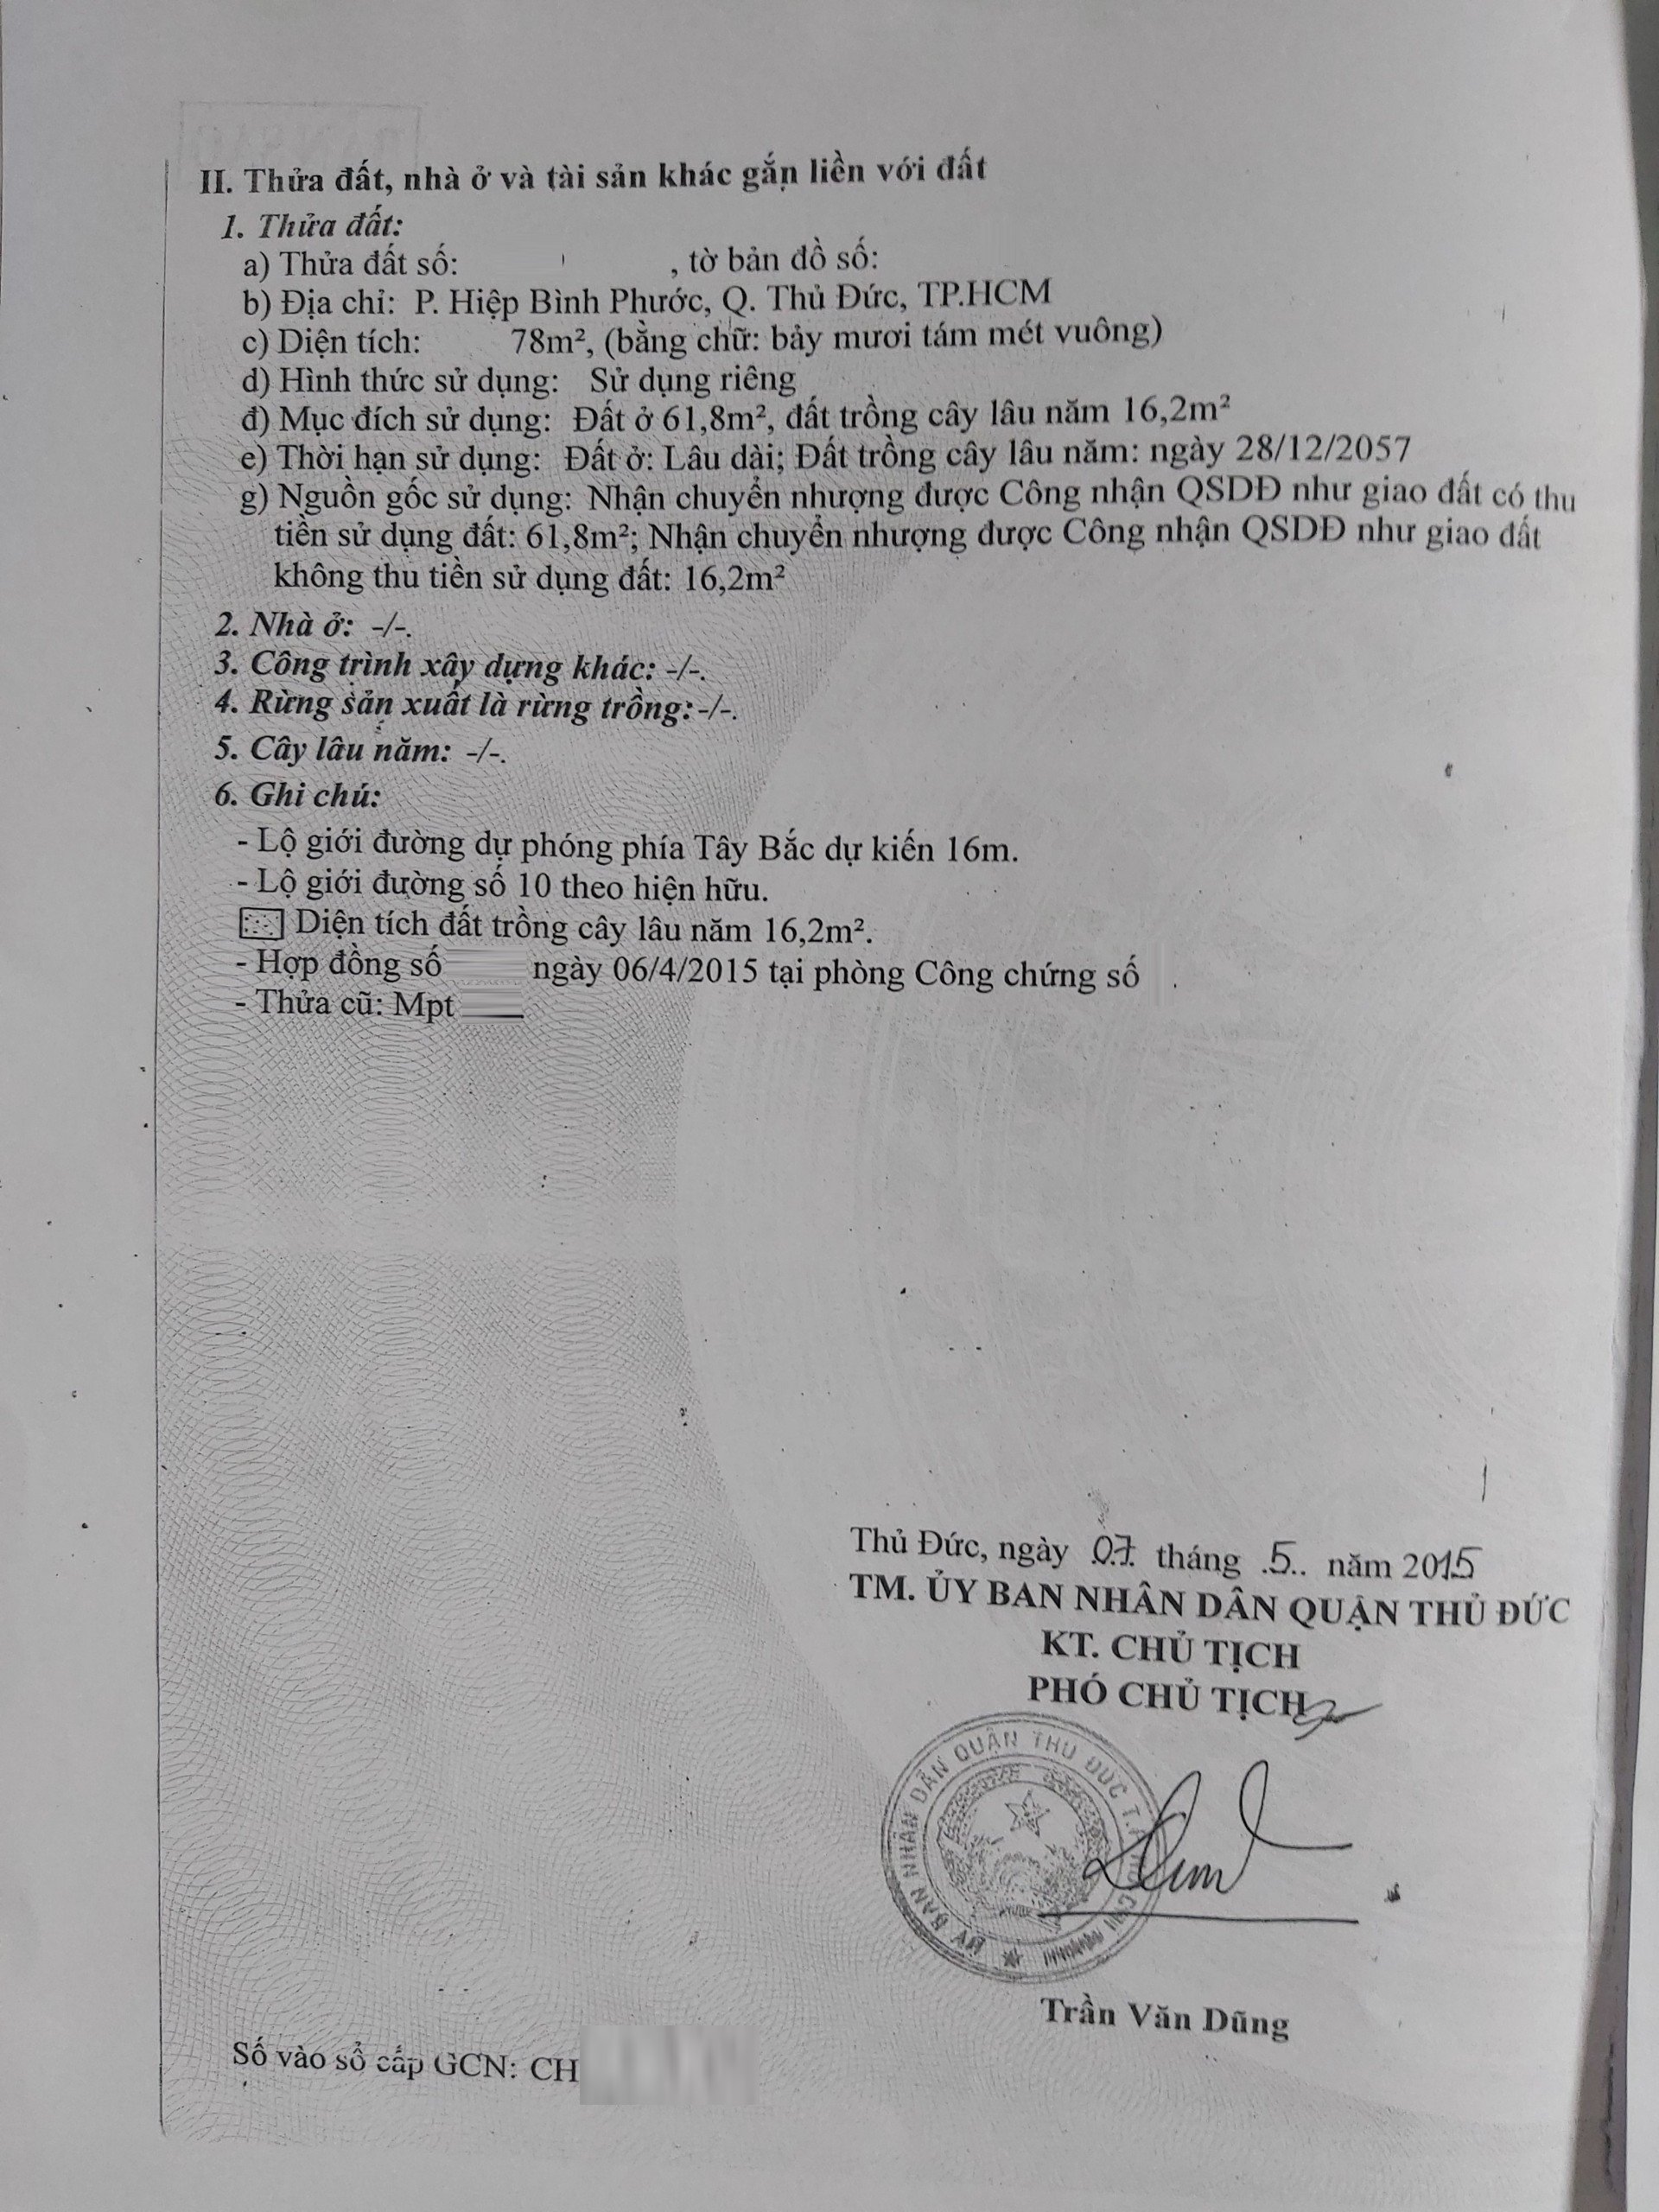 II. Thửa đất, nhà ở và tài sản khác gắn liền với đất
1. Thửa đất:
a) Thửa đất số: , tờ bản đồ số:
b) Địa chỉ: P. Hiệp Bình Phước, Q. Thủ Đức, TP.HCM
c) Diện tích: 78m², (bằng chữ: bảy mươi tám mét vuông)
d) Hình thức sử dụng: Sử dụng riêng
đ) Mục đích sử dụng: Đất ở 61,8m², đất trồng cây lâu năm 16,2m²
e) Thời hạn sử dụng: Đất ở: Lâu dài; Đất trồng cây lâu năm: ngày 28/12/2057
g) Nguồn gốc sử dụng: Nhận chuyển nhượng được Công nhận QSDĐ như giao đất có thu
tiền sử dụng đất: 61,8m²; Nhận chuyển nhượng được Công nhận QSDĐ như giao đất
không thu tiền sử dụng đất: 16,2m²
2. Nhà ở: -/-.
3. Công trình xây dựng khác: -/-.
4. Rừng sản xuất là rừng trồng:-/-.
5. Cây lâu năm: -/-.
6. Ghi chú:
- Lộ giới đường dự phóng phía Tây Bắc dự kiến 16m.
- Lộ giới đường số 10 theo hiện hữu.
Diện tích đất trồng cây lâu năm 16,2m².
- Hợp đồng số ngày 06/4/2015 tại phòng Công chứng số .
- Thửa cũ: Mpt
Thủ Đức, ngày 07 tháng 5 năm 2015
TM. ỦY BAN NHÂN DÂN QUẬN THỦ ĐỨC
KT. CHỦ TỊCH
PHÓ CHỦ TỊCH
ỦY BAN NHÂN DÂN QUẬN THỦ ĐỨC
Trần Văn Dũng
Số vào sổ cấp GCN: CH